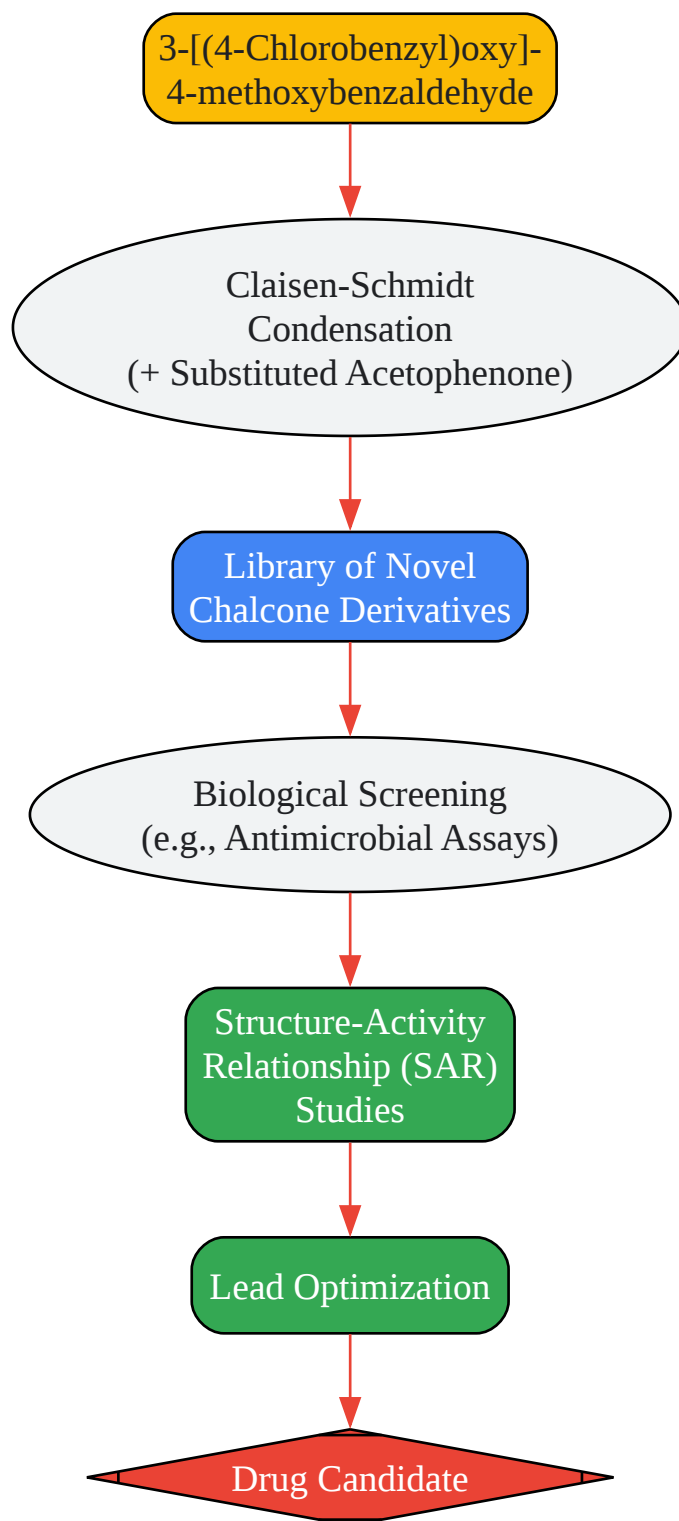 3-[(4-Chlorobenzyl)oxy]-
4-methoxybenzaldehyde
Claisen-Schmidt
Condensation
(+ Substituted Acetophenone)
Library of Novel
Chalcone Derivatives
Biological Screening
(e.g., Antimicrobial Assays)
Structure-Activity
Relationship (SAR)
Studies
Lead Optimization
Drug Candidate